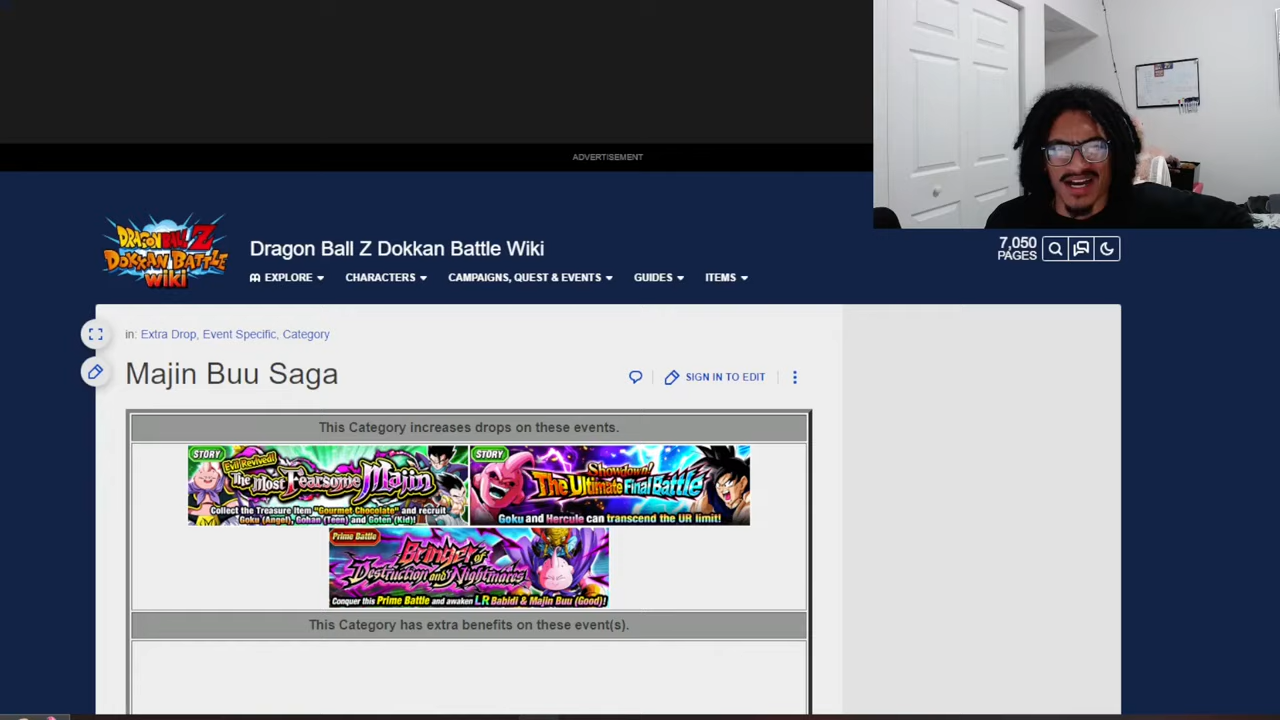 ADVERTISEMENT
DRAGON BALL Z
DOKKAN BATTLE
wiki
Dragon Ball Z Dokkan Battle Wiki
7,050
PAGES
EXPLORE
CHARACTERS
CAMPAIGNS, QUEST & EVENTS
GUIDES
ITEMS
in: Extra Drop, Event Specific, Category
Majin Buu Saga
SIGN IN TO EDIT
This Category increases drops on these events.
STORY
Evil Revived!
The Most Fearsome Majin
Collect the Treasure Item "Gourmet Chocolate" and recruit
Goku (Angel), Gohan (Teen) and Goten (Kid)!
STORY
Showdown!
The Ultimate Final Battle
Goku and Hercule can transcend the UR limit!
Prime Battle
Bringer of
Destruction and Nightmares
Conquer this Prime Battle and awaken LR Babidi & Majin Buu (Good)!
This Category has extra benefits on these event(s).